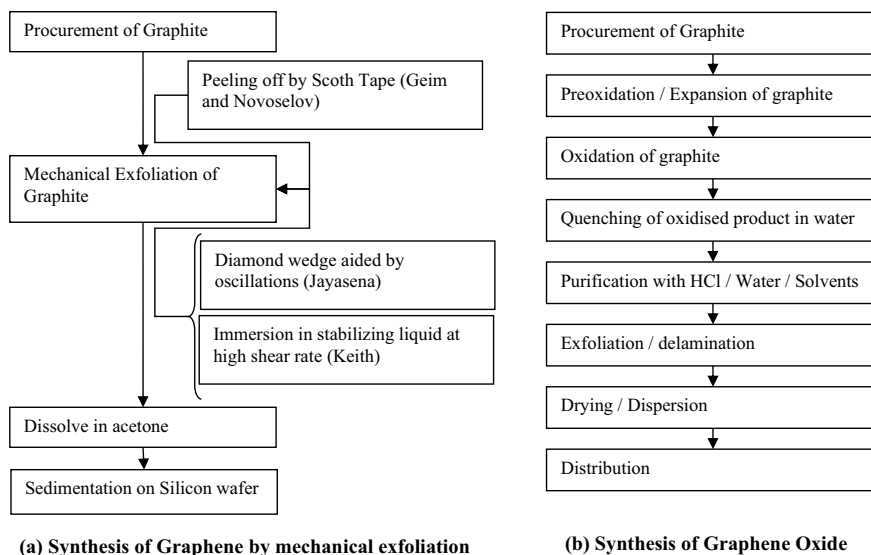 Procurement of Graphite
Peeling off by Scoth Tape (Geim
and Novoselov)
Mechanical Exfoliation of
Graphite
Diamond wedge aided by
oscillations (Jayasena)
Immersion in stabilizing liquid at
high shear rate (Keith)
Dissolve in acetone
Sedimentation on Silicon wafer
(a) Synthesis of Graphene by mechanical exfoliation
Procurement of Graphite
Preoxidation / Expansion of graphite
Oxidation of graphite
Quenching of oxidised product in water
Purification with HCl / Water / Solvents
Exfoliation / delamination
Drying / Dispersion
Distribution
(b) Synthesis of Graphene Oxide